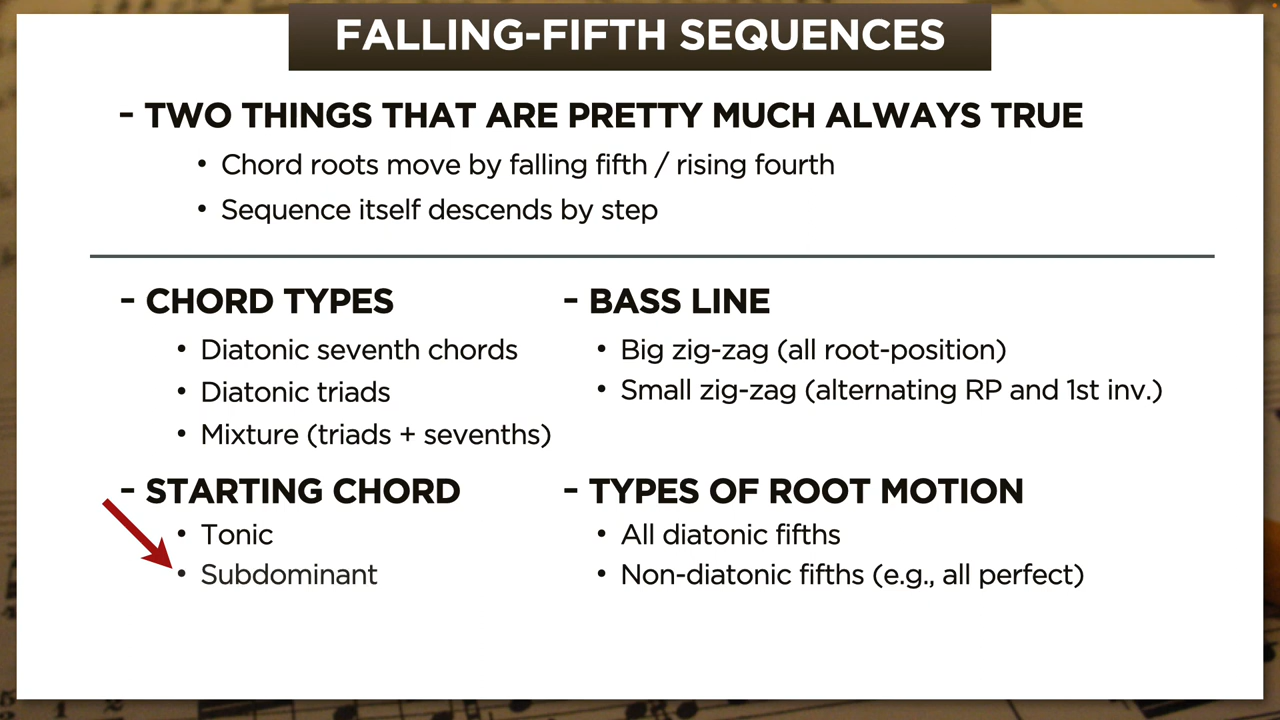 FALLING-FIFTH SEQUENCES
- TWO THINGS THAT ARE PRETTY MUCH ALWAYS TRUE
• Chord roots move by falling fifth / rising fourth
• Sequence itself descends by step
- CHORD TYPES
• Diatonic seventh chords
• Diatonic triads
• Mixture (triads + sevenths)
- BASS LINE
• Big zig-zag (all root-position)
• Small zig-zag (alternating RP and 1st inv.)
- STARTING CHORD
• Tonic
• Subdominant
- TYPES OF ROOT MOTION
• All diatonic fifths
• Non-diatonic fifths (e.g., all perfect)